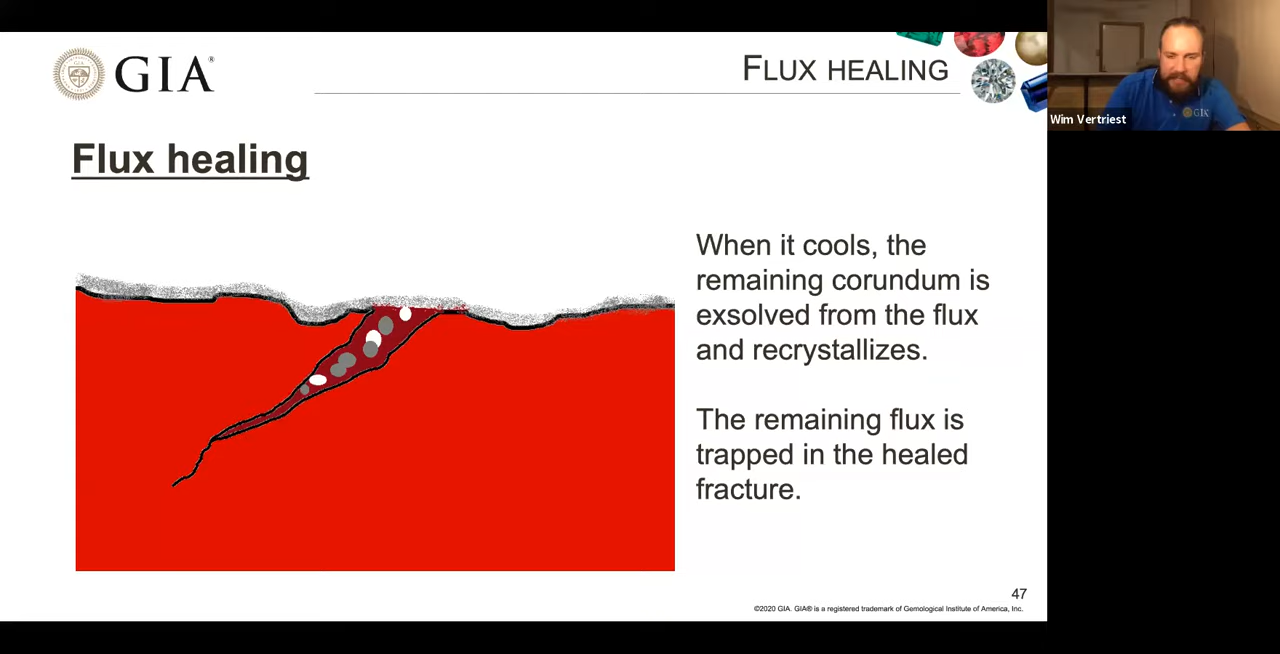 GIA®
FLUX HEALING
Wim Vertriest
GIA
Flux healing
When it cools, the
remaining corundum is
exsolved from the flux
and recrystallizes.
The remaining flux is
trapped in the healed
fracture.
47
©2020 GIA. GIA® is a registered trademark of Gemological Institute of America, Inc.